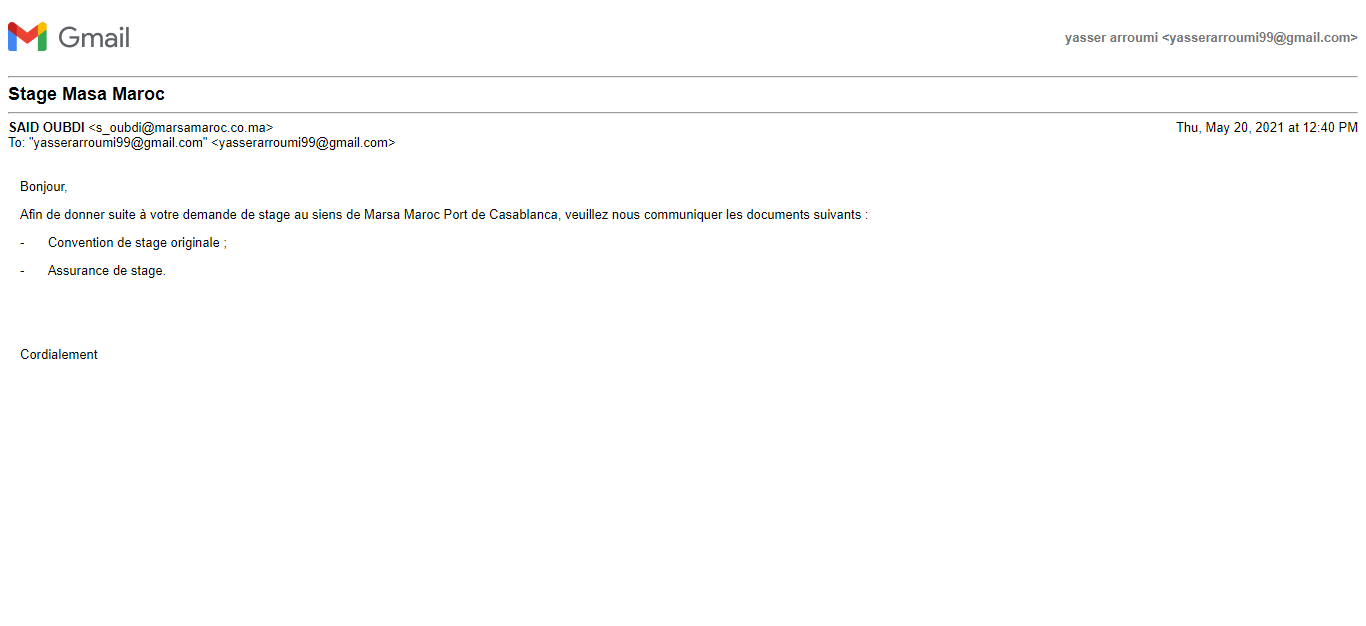 Gmail
yasser arroumi <yasserarroumi99@gmail.com>
Stage Masa Maroc
SAID OUBDI <s_oubdi@marsamaroc.co.ma>
Thu, May 20, 2021 at 12:40 PM
To: "yasserarroumi99@gmail.com" <yasserarroumi99@gmail.com>
Bonjour,
Afin de donner suite à votre demande de stage au siens de Marsa Maroc Port de Casablanca, veuillez nous communiquer les documents suivants :
- Convention de stage originale ;
- Assurance de stage.
Cordialement